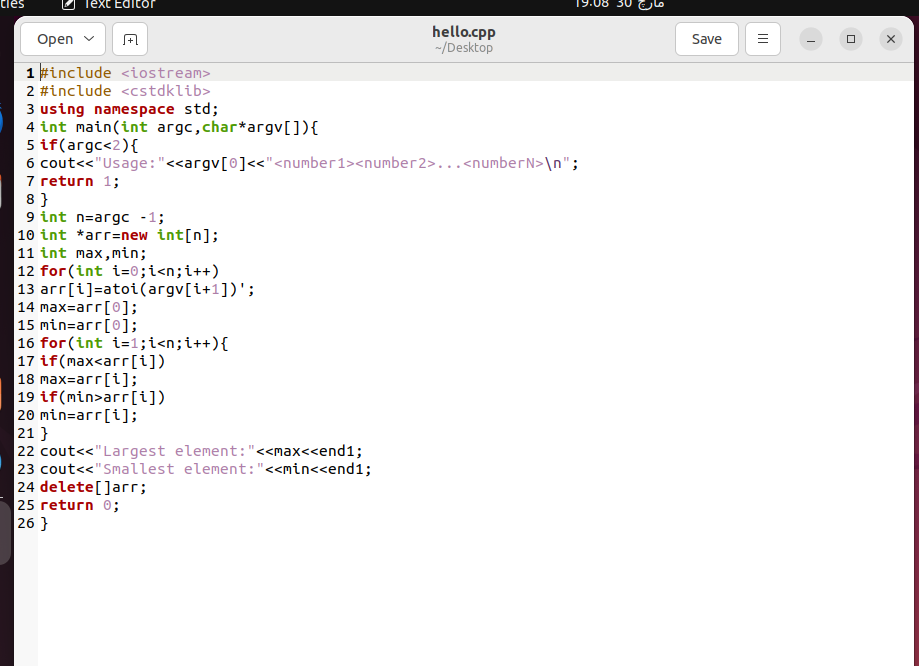 ties Text Editor 19:08 30 مارچ
Open hello.cpp Save
~/Desktop
1 #include <iostream>
2 #include <cstdklib>
3 using namespace std;
4 int main(int argc,char*argv[]){
5 if(argc<2){
6 cout<<"Usage:"<<argv[0]<<"<number1><number2>...<numberN>\n";
7 return 1;
8 }
9 int n=argc -1;
10 int *arr=new int[n];
11 int max,min;
12 for(int i=0;i<n;i++)
13 arr[i]=atoi(argv[i+1])';
14 max=arr[0];
15 min=arr[0];
16 for(int i=1;i<n;i++){
17 if(max<arr[i])
18 max=arr[i];
19 if(min>arr[i])
20 min=arr[i];
21 }
22 cout<<"Largest element:"<<max<<end1;
23 cout<<"Smallest element:"<<min<<end1;
24 delete[]arr;
25 return 0;
26 }